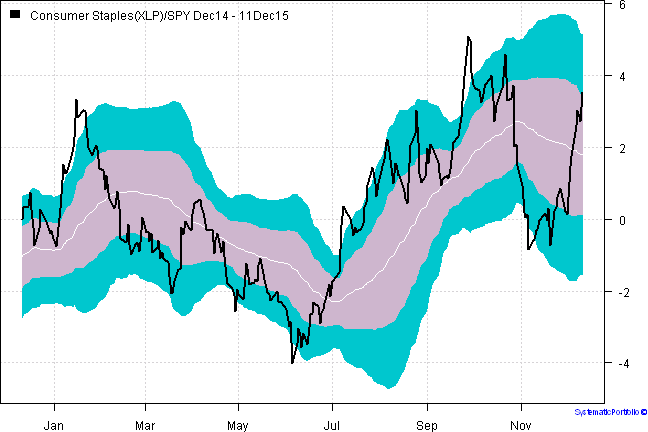 Consumer Staples(XLP)/SPY Dec14 - 11Dec15
6
4
2
0
-2
-4
Jan Mar May Jul Sep Nov
SystematicPortfolio ©